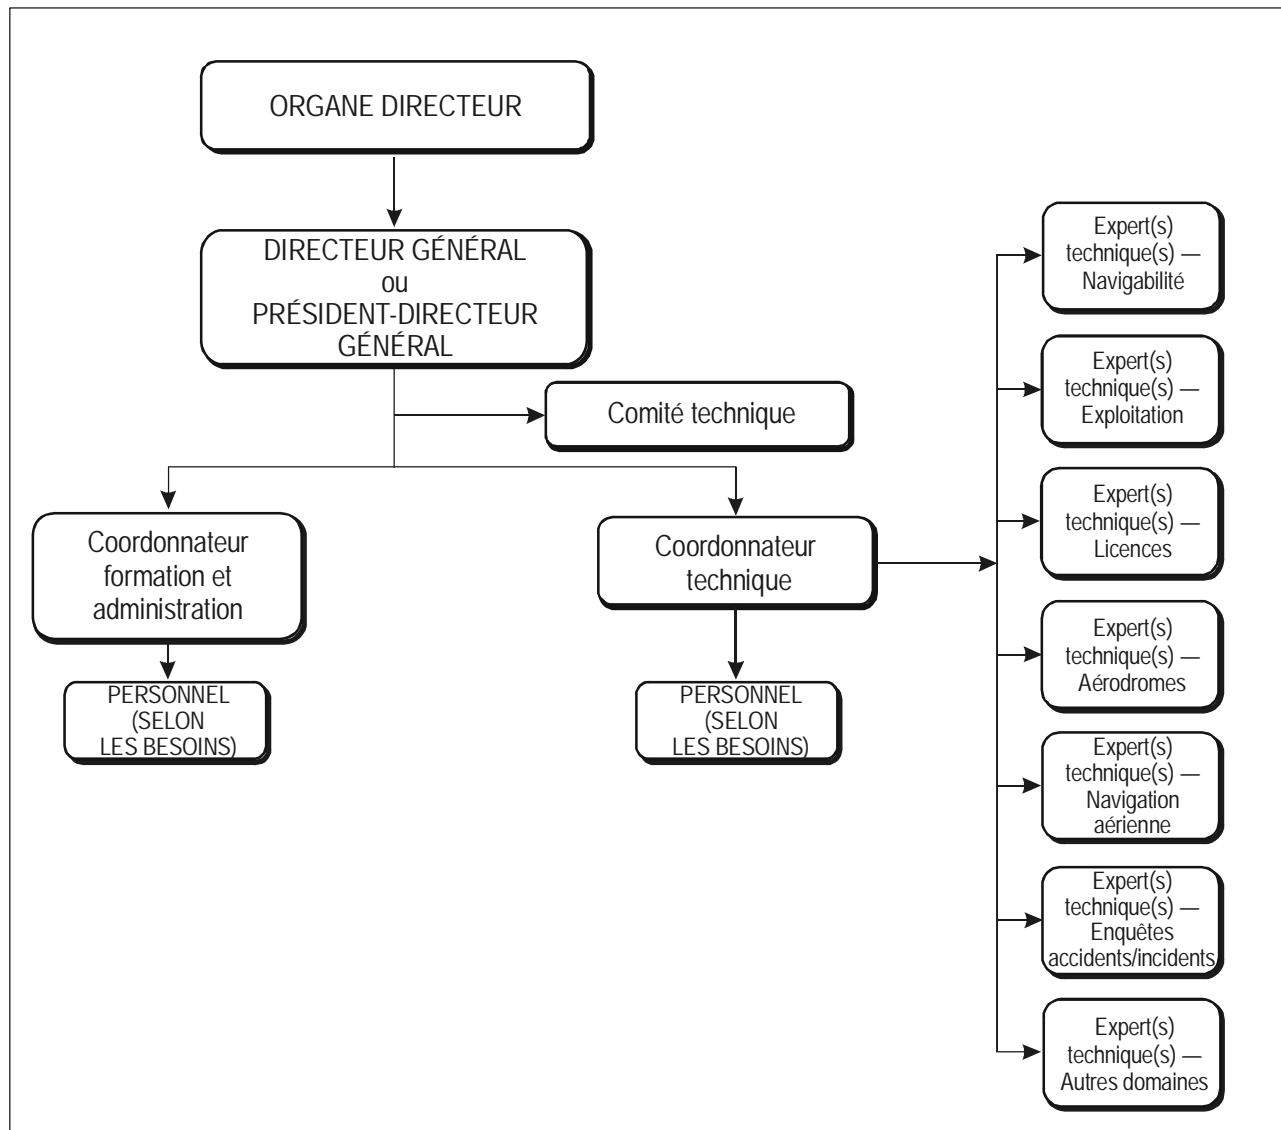 ORGANE DIRECTEUR
DIRECTEUR GÉNÉRAL
ou
PRÉSIDENT-DIRECTEUR
GÉNÉRAL
Comité technique
Coordonnateur
formation et
administration
PERSONNEL
(SELON
LES BESOINS)
Coordonnateur
technique
PERSONNEL
(SELON
LES BESOINS)
Expert(s)
technique(s) —
Navigabilité
Expert(s)
technique(s) —
Exploitation
Expert(s)
technique(s) —
Licences
Expert(s)
technique(s) —
Aérodromes
Expert(s)
technique(s) —
Navigation
aérienne
Expert(s)
technique(s) —
Enquêtes
accidents/incidents
Expert(s)
technique(s) —
Autres domaines